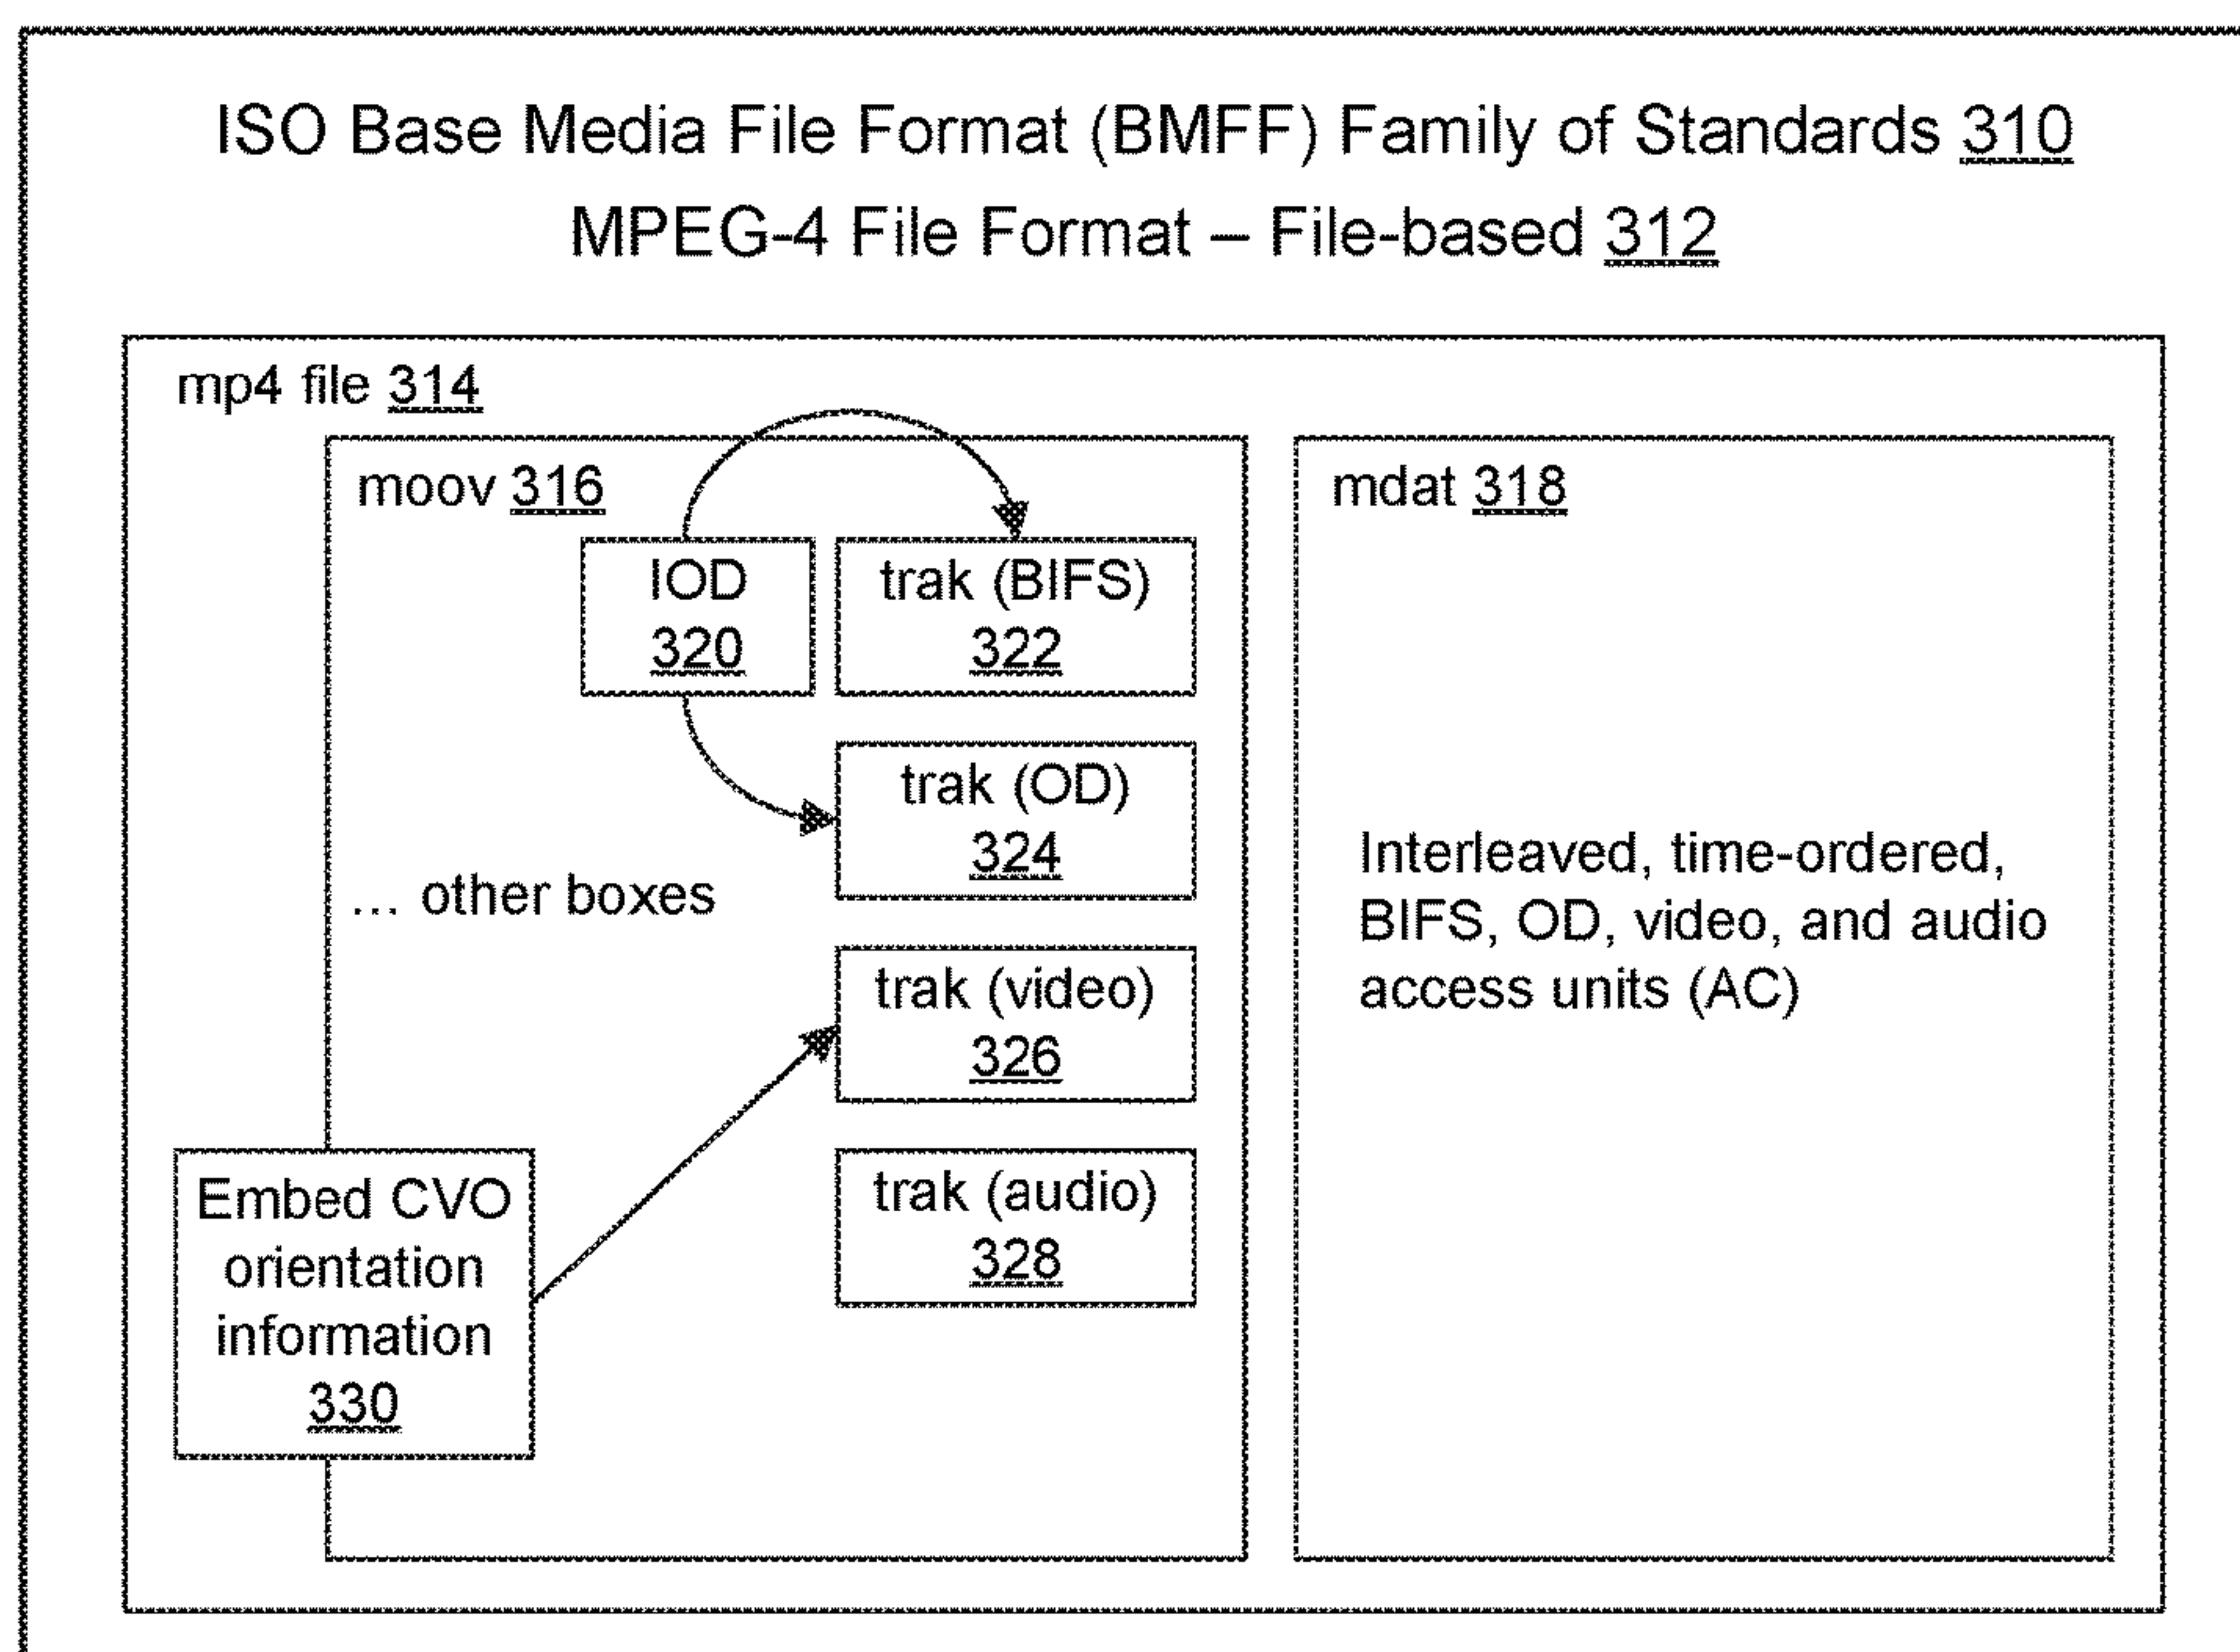 ISO Base Media File Format (BMFF) Family of Standards 310
MPEG-4 File Format – File-based 312
mp4 file 314
moov 316
IOD
320
trak (BIFS)
322
trak (OD)
324
... other boxes
trak (video)
326
Embed CVO
orientation
information
330
trak (audio)
328
mdat 318
Interleaved, time-ordered,
BIFS, OD, video, and audio
access units (AC)